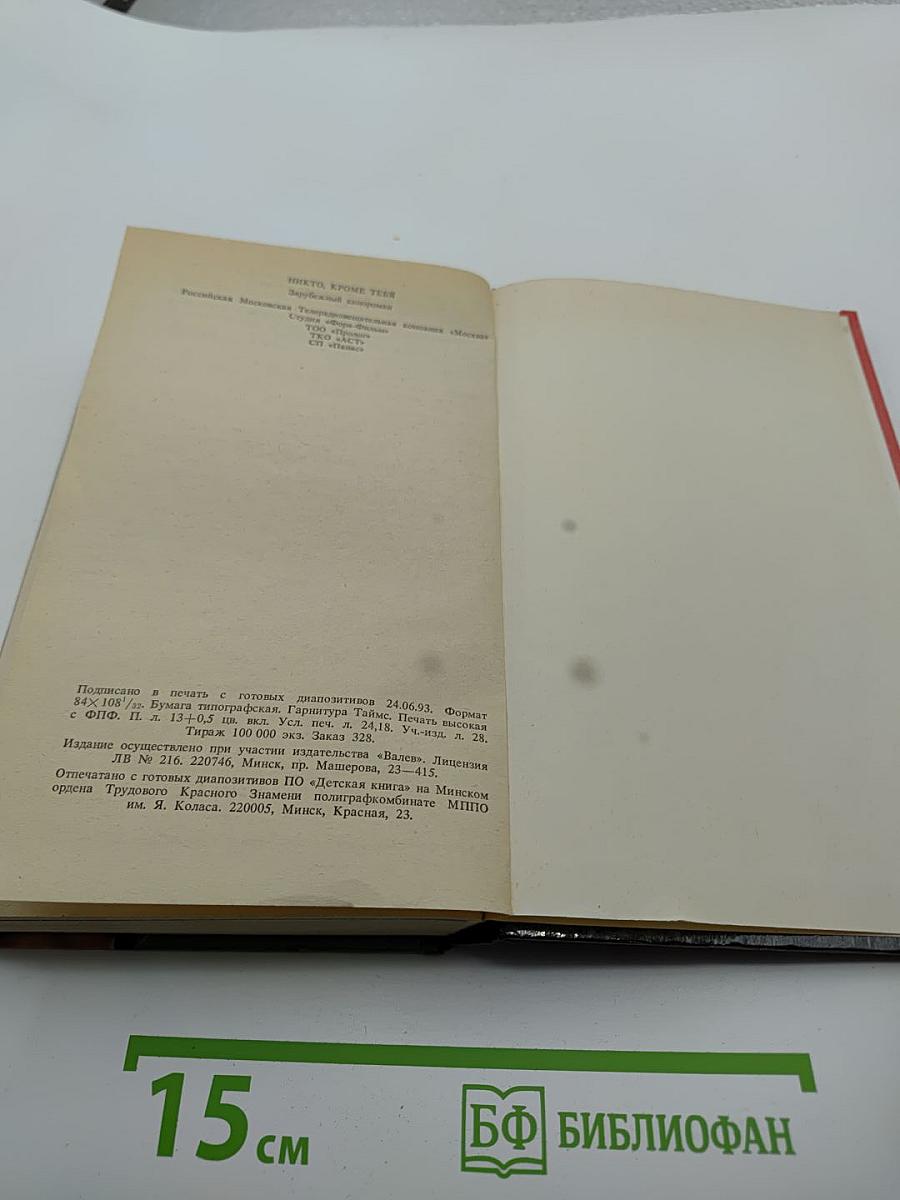 НИКТО, КРОМЕ ТЕБЯ
Зарубежный кинороман
Российская Московская Телерадиовещательная компания «Москва»
Студия «Фора-Фильм»
ТОО «Пролог»
ТКО «АСТ»
СП
Подписано в печать с готовых диапозитивов 24.06.93. Формат
84×108¹/₃₂. Бумага типографская. Гарнитура Таймс. Печать высокая
с ФПФ. П. л. 13+0,5 цв. вкл. Усл. печ. л. 24,18. Уч.-изд. л. 28.
Тираж 100 000 экз. Заказ 328.
Издание осуществлено при участии издательства «Валев». Лицензия
ЛВ № 216. 220746, Минск, пр. Машерова, 23—415.
Отпечатано с готовых диапозитивов ПО «Детская книга» на Минском
ордена Трудового Красного Знамени полиграфкомбинате МППО
им. Я. Коласа. 220005, Минск, Красная, 23.
15 см
БФ БИБЛИОФАН